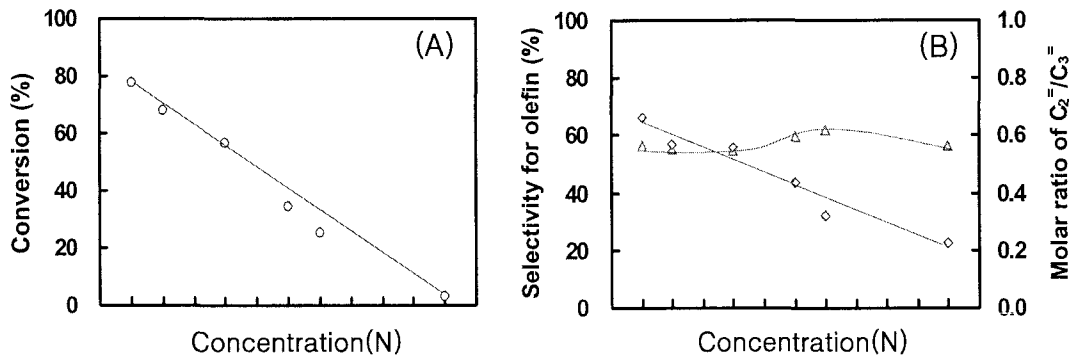 (A)
Conversion (%)
100
80
60
40
20
0
Concentration(N)
(B)
Selectivity for olefin (%)
100
80
60
40
20
0
Concentration(N)
1.0
0.8
0.6
0.4
0.2
0.0
Molar ratio of C₂⁼/C₃⁼